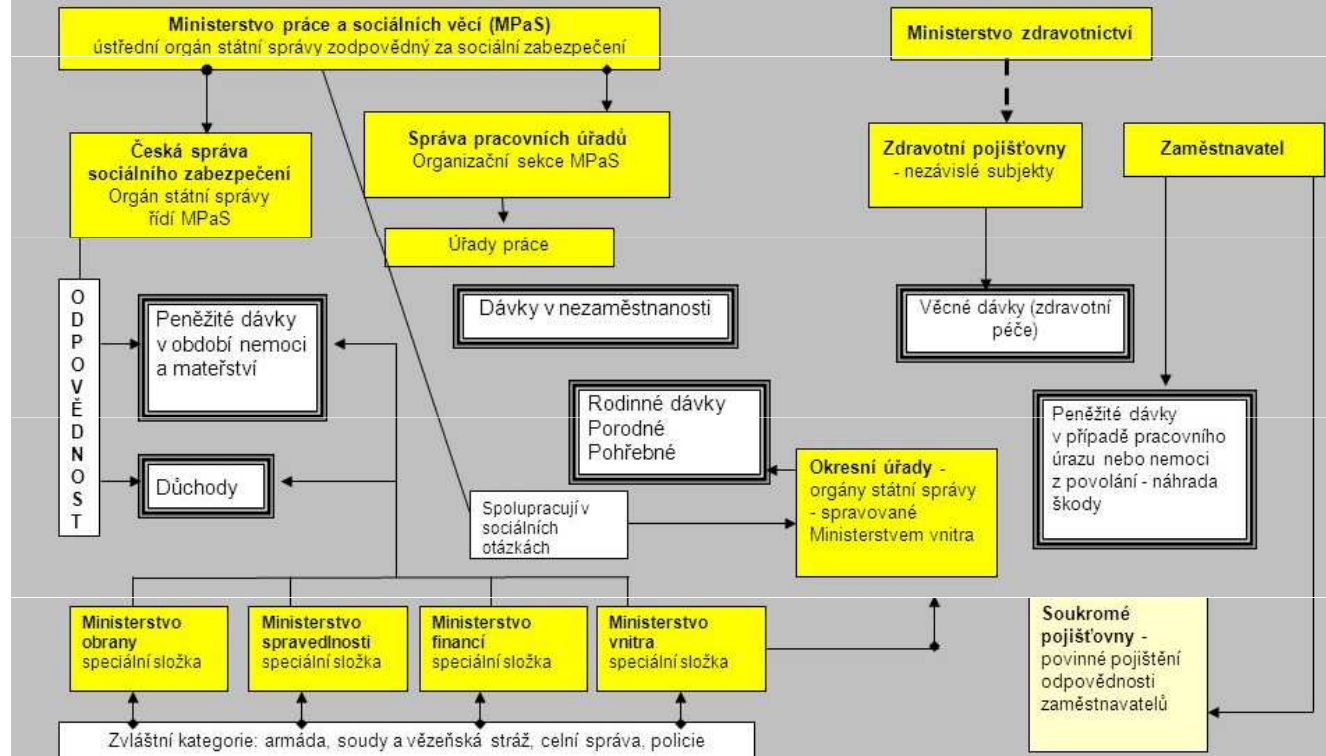 Ministerstvo práce a sociálních věcí (MPaS)
ústřední orgán státní správy zodpovědný za sociální zabezpečení
Ministerstvo zdravotnictví
Česká správa
sociálního zabezpečení
Orgán státní správy
řídí MPaS
Správa pracovních úřadů
Organizační sekce MPaS
Zdravotní pojišťovny
- nezávislé subjekty
Zaměstnavatel
Úřady práce
O
D
P
O
V
Ě
D
N
O
S
T
Peněžité dávky
v období nemoci
a mateřství
Dávky v nezaměstnanosti
Věcné dávky (zdravotní
péče)
Rodinné dávky
Porodné
Pohřebné
Peněžité dávky
v případě pracovního
úrazu nebo nemoci
z povolání - náhrada
škody
Důchody
Okresní úřady -
orgány státní správy
- spravované
Ministerstvem vnitra
Spolupracují v
sociálních
otázkách
Ministerstvo
obrany
speciální složka
Ministerstvo
spravedlnosti
speciální složka
Ministerstvo
financí
speciální složka
Ministerstvo
vnitra
speciální složka
Soukromé
pojišťovny -
povinné pojištění
odpovědnosti
zaměstnavatelů
Zvláštní kategorie: armáda, soudy a vězeňská stráž, celní správa, policie